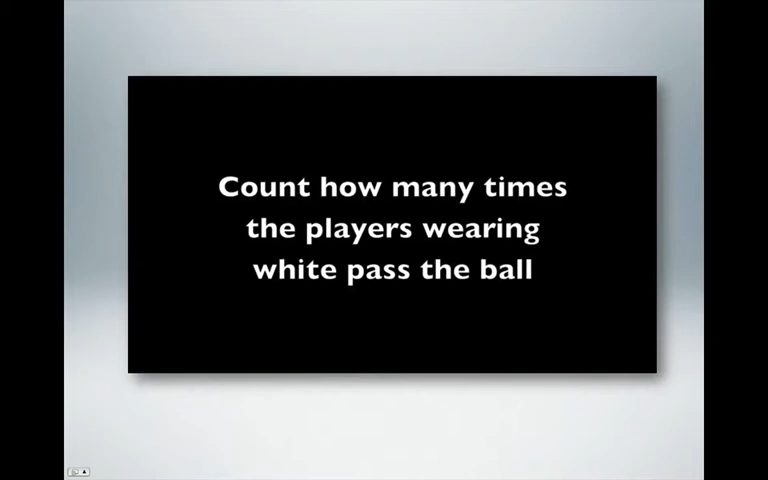 Count how many times
the players wearing
white pass the ball